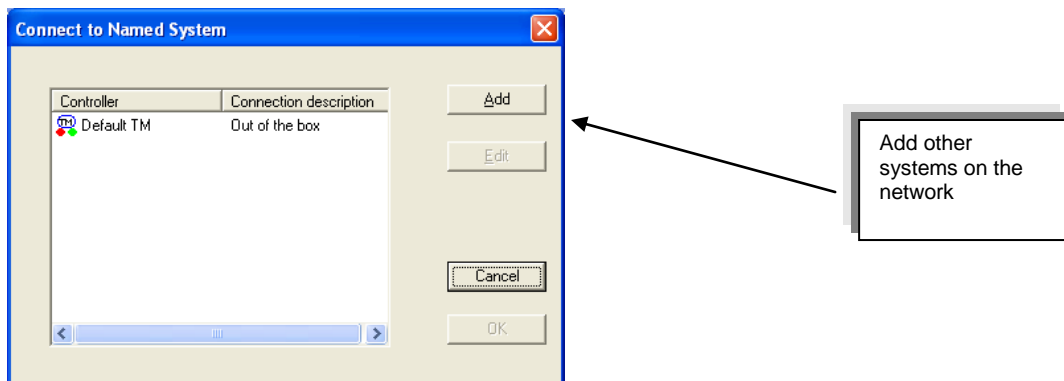 Connect to Named System
Controller Connection description
TM Default TM Out of the box
Add
Edit
Cancel
OK
Add other
systems on the
network